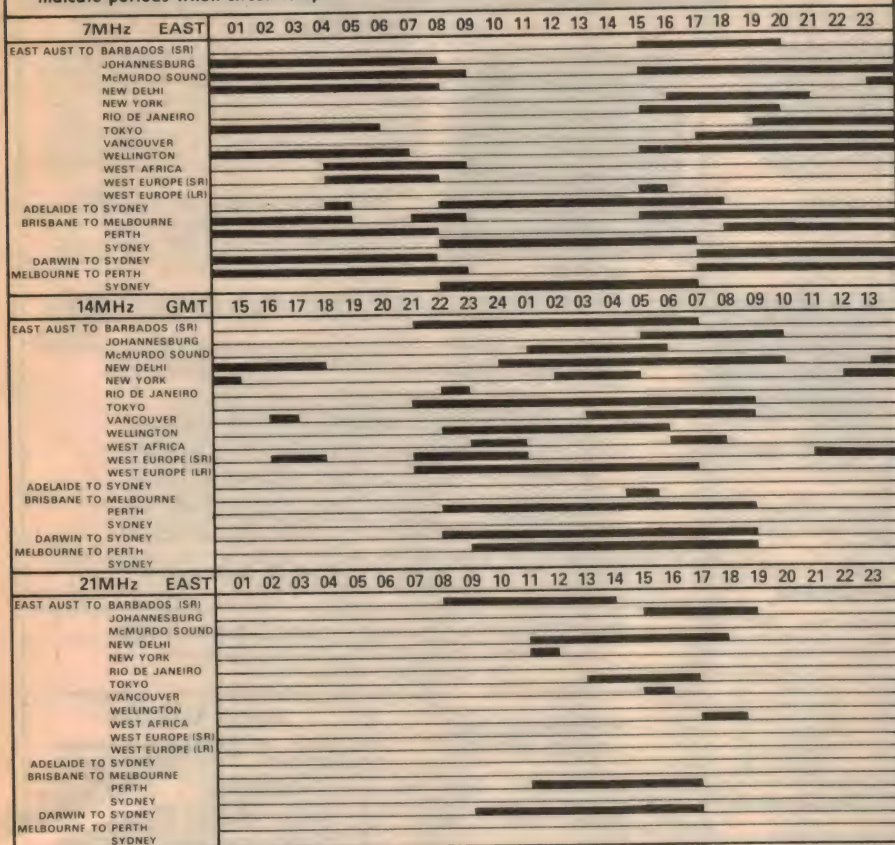 indicate periods when
7MHz EAST 01 02 03 04 05 06 07 08 09 10 11 12 13 14 15 16 17 18 19 20 21 22 23
EAST AUST TO BARBADOS (SR)
JOHANNESBURG
McMURDO SOUND
NEW DELHI
NEW YORK
RIO DE JANEIRO
TOKYO
VANCOUVER
WELLINGTON
WEST AFRICA
WEST EUROPE (SR)
WEST EUROPE (LR)
ADELAIDE TO SYDNEY
BRISBANE TO MELBOURNE
PERTH
SYDNEY
DARWIN TO SYDNEY
MELBOURNE TO PERTH
SYDNEY
14MHz GMT 15 16 17 18 19 20 21 22 23 24 01 02 03 04 05 06 07 08 09 10 11 12 13
EAST AUST TO BARBADOS (SR)
JOHANNESBURG
McMURDO SOUND
NEW DELHI
NEW YORK
RIO DE JANEIRO
TOKYO
VANCOUVER
WELLINGTON
WEST AFRICA
WEST EUROPE (SR)
WEST EUROPE (LR)
ADELAIDE TO SYDNEY
BRISBANE TO MELBOURNE
PERTH
SYDNEY
DARWIN TO SYDNEY
MELBOURNE TO PERTH
SYDNEY
21MHz EAST 01 02 03 04 05 06 07 08 09 10 11 12 13 14 15 16 17 18 19 20 21 22 23
EAST AUST TO BARBADOS (SR)
JOHANNESBURG
McMURDO SOUND
NEW DELHI
NEW YORK
RIO DE JANEIRO
TOKYO
VANCOUVER
WELLINGTON
WEST AFRICA
WEST EUROPE (SR)
WEST EUROPE (LR)
ADELAIDE TO SYDNEY
BRISBANE TO MELBOURNE
PERTH
SYDNEY
DARWIN TO SYDNEY
MELBOURNE TO PERTH
SYDNEY